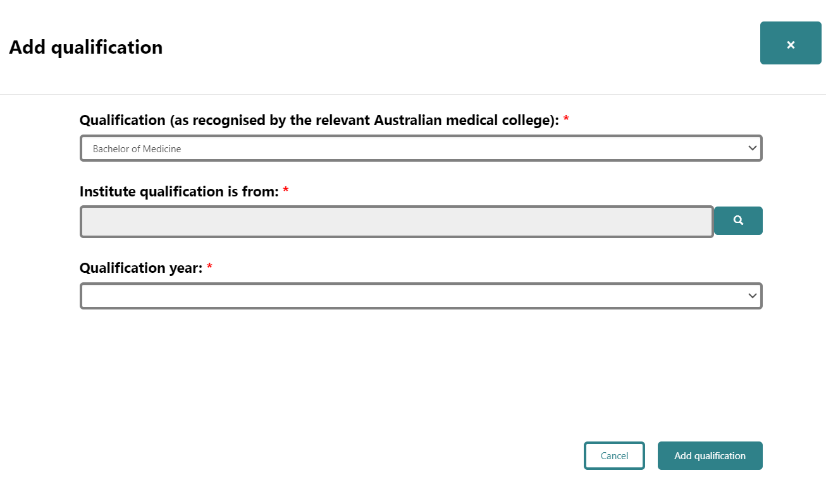 Add qualification
×
Qualification (as recognised by the relevant Australian medical college): *
Bachelor of Medicine
Institute qualification is from: *
Qualification year: *
Cancel
Add qualification